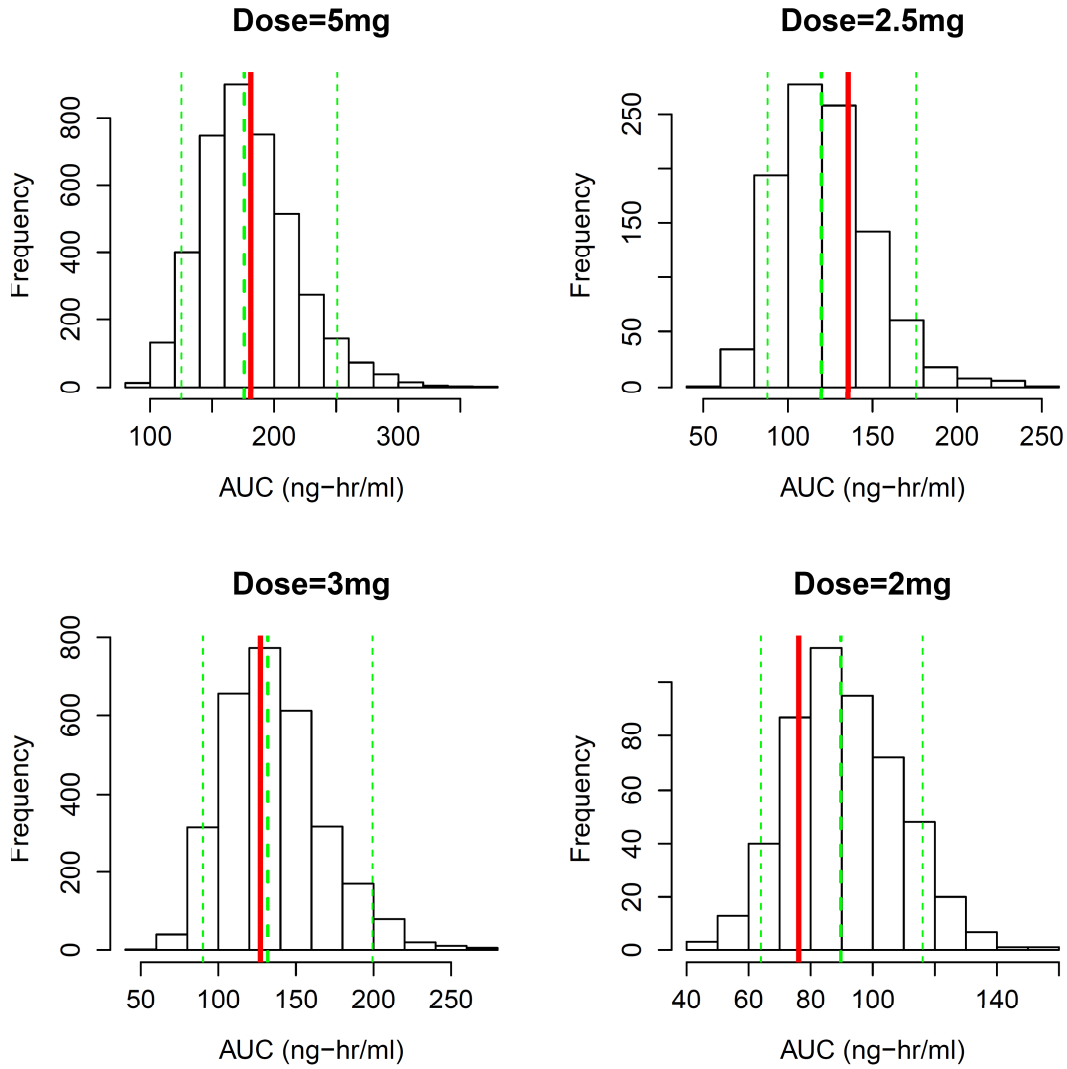 Dose=5mg
Frequency
0 200 400 600 800
100 200 300
AUC (ng−hr/ml)
Dose=2.5mg
Frequency
0 50 150 250
50 100 150 200 250
AUC (ng−hr/ml)
Dose=3mg
Frequency
0 200 400 600 800
50 100 150 200 250
AUC (ng−hr/ml)
Dose=2mg
Frequency
0 20 40 60 80
40 60 80 100 140
AUC (ng−hr/ml)